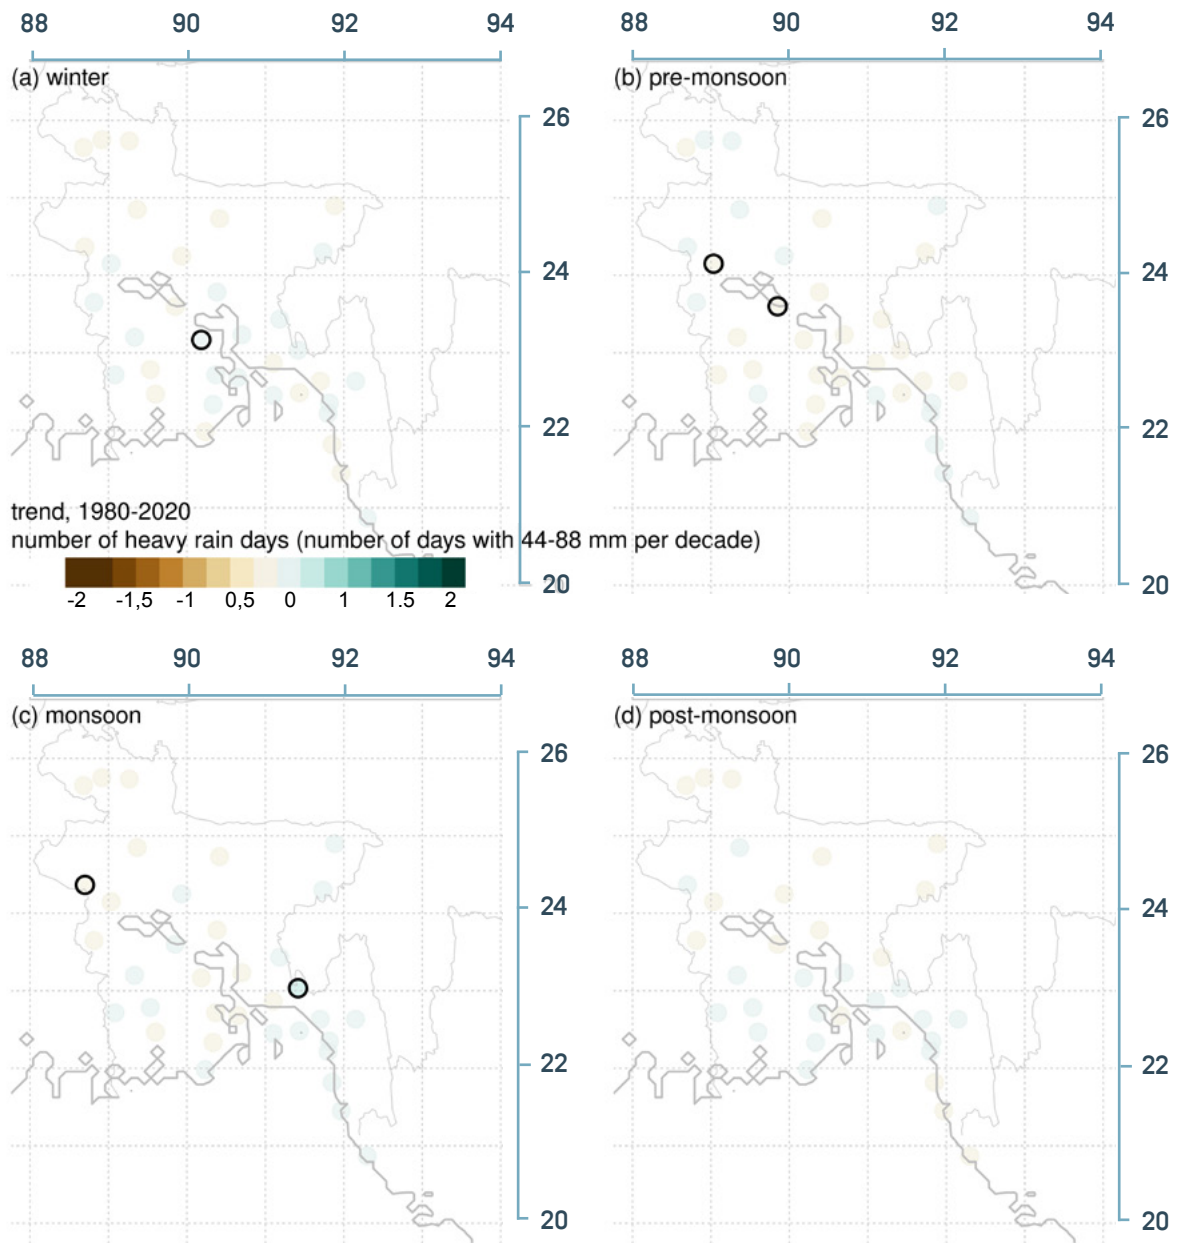 88 90 92 94
88 90 92 94
(a) winter
(b) pre-monsoon
26
26
24
24
22
22
trend, 1980-2020
number of heavy rain days (number of days with 44-88 mm per decade)
20
20
-2 -1,5 -1 0,5 0 1 1.5 2
88 90 92 94
88 90 92 94
(c) monsoon
(d) post-monsoon
26
26
24
24
22
22
20
20